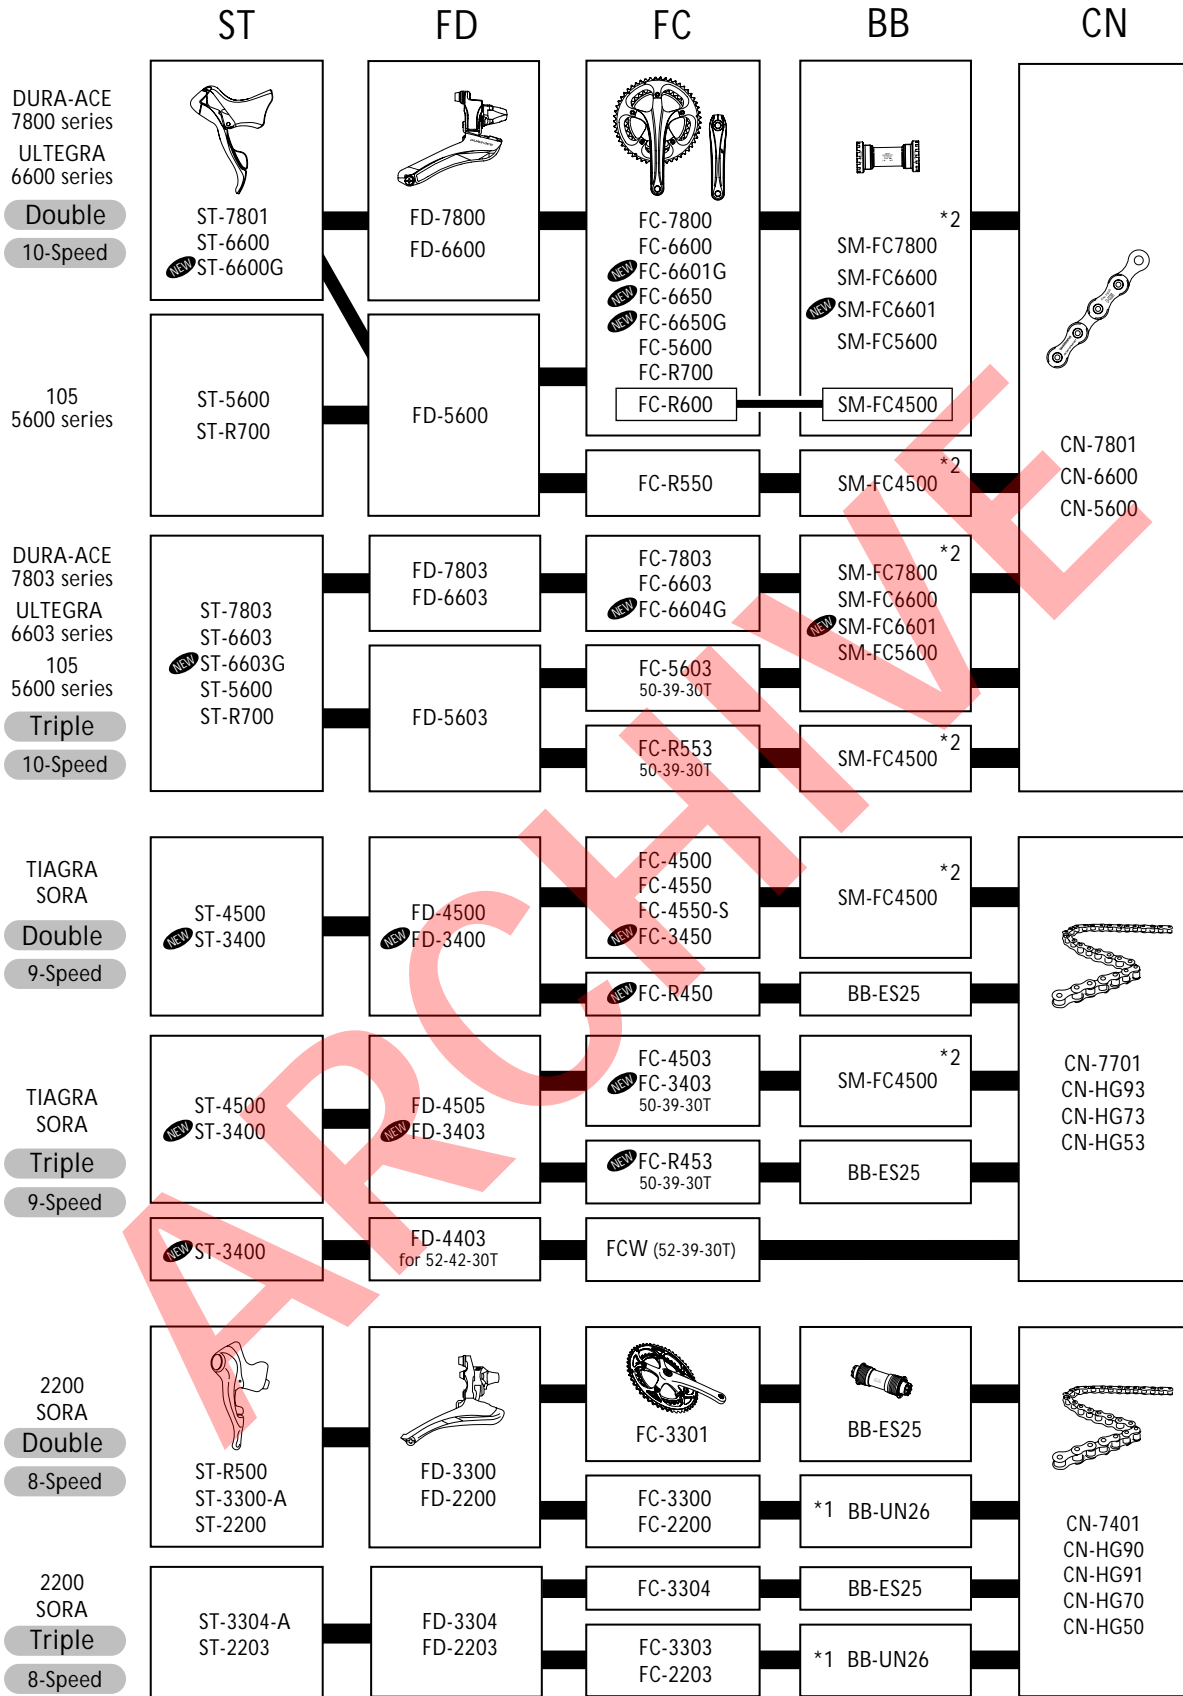 ST
FD
FC
BB
CN
DURA-ACE
7800 series
ULTEGRA
6600 series
Double
10-Speed
ST-7801
ST-6600
NEW ST-6600G
FD-7800
FD-6600
FC-7800
FC-6600
NEW FC-6601G
NEW FC-6650
NEW FC-6650G
FC-5600
FC-R700
FC-R600
*2
SM-FC7800
SM-FC6600
NEW SM-FC6601
SM-FC5600
SM-FC4500
105
5600 series
ST-5600
ST-R700
FD-5600
FC-R550
*2
SM-FC4500
CN-7801
CN-6600
CN-5600
DURA-ACE
7803 series
ULTEGRA
6603 series
105
5600 series
Triple
10-Speed
ST-7803
ST-6603
NEW ST-6603G
ST-5600
ST-R700
FD-7803
FD-6603
FD-5603
FC-7803
FC-6603
NEW FC-6604G
FC-5603
50-39-30T
FC-R553
50-39-30T
*2
SM-FC7800
SM-FC6600
NEW SM-FC6601
SM-FC5600
*2
SM-FC4500
TIAGRA
SORA
Double
9-Speed
ST-4500
NEW ST-3400
FD-4500
NEW FD-3400
FC-4500
FC-4550
FC-4550-S
NEW FC-3450
NEW FC-R450
*2
SM-FC4500
BB-ES25
TIAGRA
SORA
Triple
9-Speed
ST-4500
NEW ST-3400
FD-4505
NEW FD-3403
FC-4503
NEW FC-3403
50-39-30T
NEW FC-R453
50-39-30T
*2
SM-FC4500
BB-ES25
CN-7701
CN-HG93
CN-HG73
CN-HG53
NEW ST-3400
FD-4403
for 52-42-30T
FCW (52-39-30T)
2200
SORA
Double
8-Speed
ST-R500
ST-3300-A
ST-2200
FD-3300
FD-2200
FC-3301
FC-3300
FC-2200
BB-ES25
*1 BB-UN26
2200
SORA
Triple
8-Speed
ST-3304-A
ST-2203
FD-3304
FD-2203
FC-3304
FC-3303
FC-2203
BB-ES25
*1 BB-UN26
CN-7401
CN-HG90
CN-HG91
CN-HG70
CN-HG50
ARCHIVE